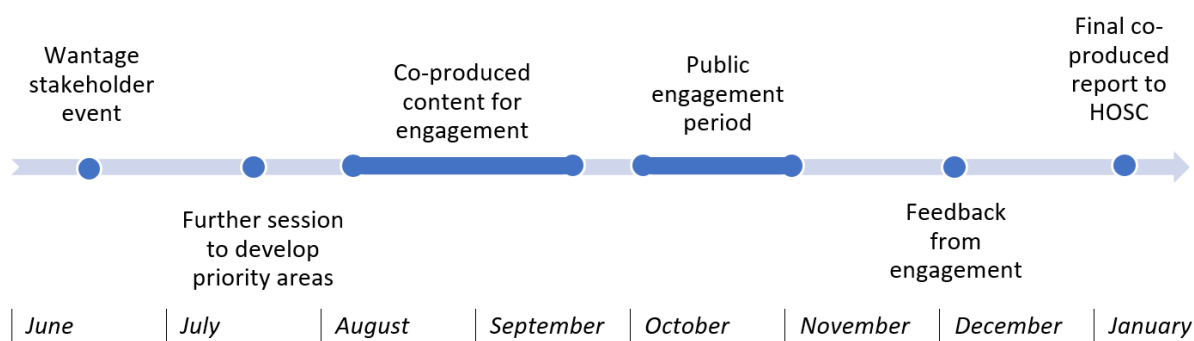 Wantage
stakeholder
event
Further session
to develop
priority areas
Co-produced
content for
engagement
Public
engagement
period
Feedback
from
engagement
Final co-
produced
report to
HOSC
June
July
August
September
October
November
December
January